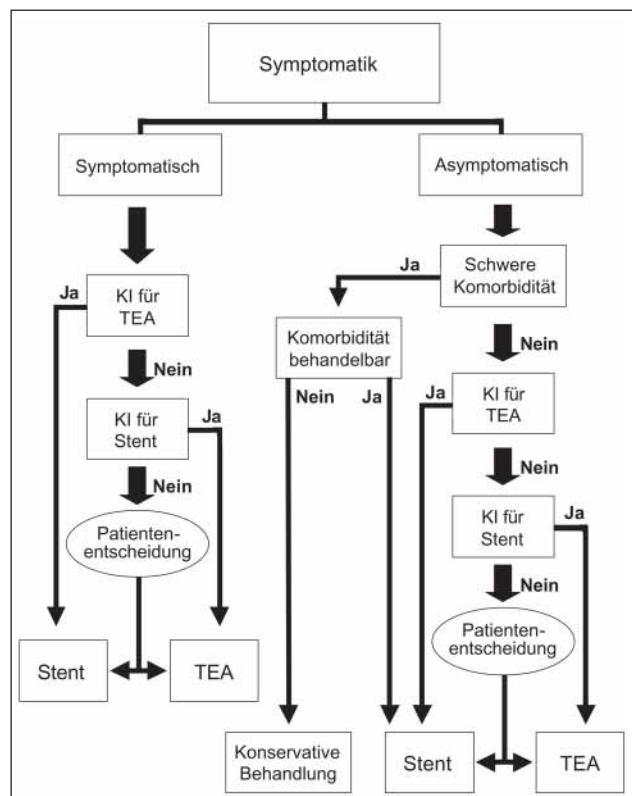 Symptomatik
Symptomatisch
Asymptomatisch
Ja
KI für
TEA
Nein
KI für
Stent
Ja
Nein
Patienten-
entscheidung
Stent
TEA
Schwere
Komorbidität
Ja
Komorbidität
behandelbar
Nein
Ja
Nein
Ja
KI für
TEA
Nein
KI für
Stent
Ja
Nein
Patienten-
entscheidung
Konservative
Behandlung
Stent
TEA